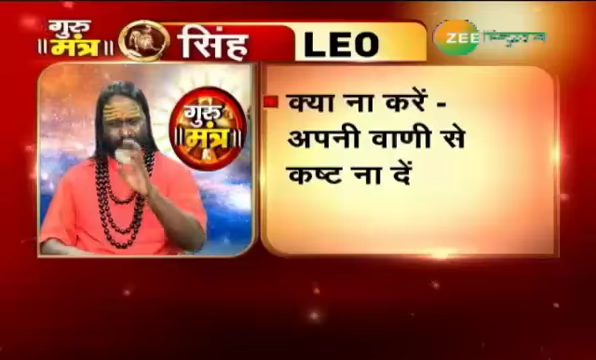 गुरु
॥मंत्र॥
सिंह
LEO
ZEE
गुरु
॥मंत्र॥
क्या ना करें -
अपनी वाणी से
कष्ट ना दें